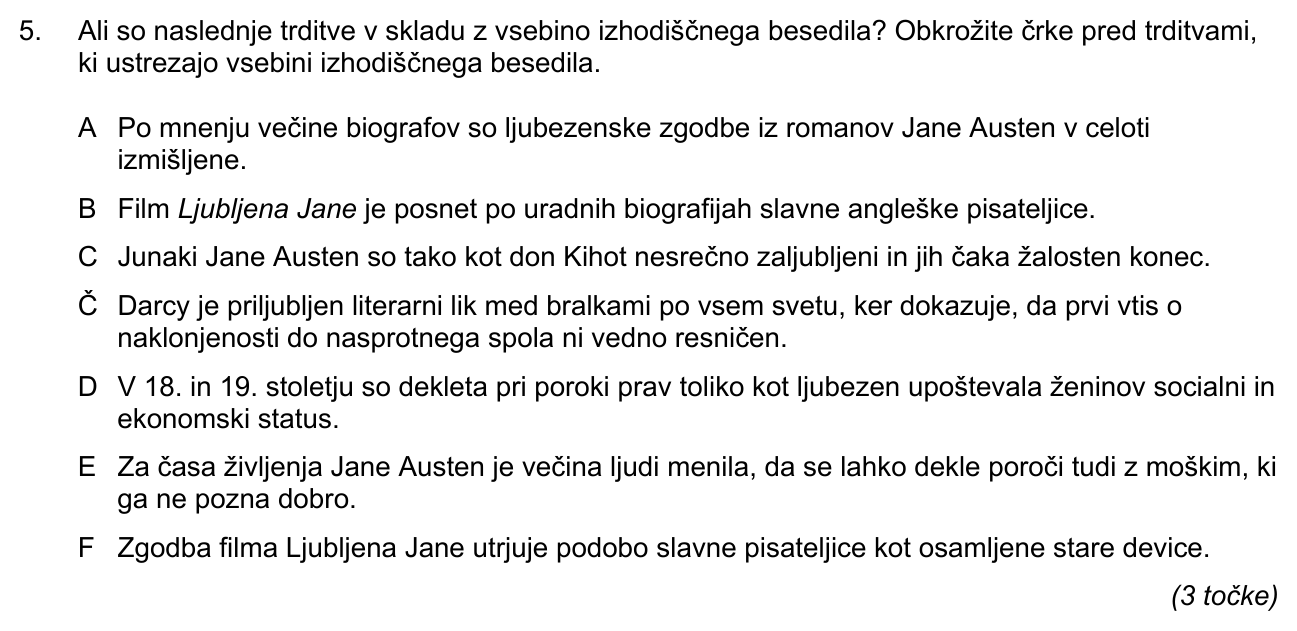 5. Ali so naslednje trditve v skladu z vsebino izhodiščnega besedila? Obkrožite črke pred trditvami,
ki ustrezajo vsebini izhodiščnega besedila.
A Po mnenju večine biografov so ljubezenske zgodbe iz romanov Jane Austen v celoti
izmišljene.
B Film Ljubljena Jane je posnet po uradnih biografijah slavne angleške pisateljice.
C Junaki Jane Austen so tako kot don Kihot nesrečno zaljubljeni in jih čaka žalosten konec.
Č Darcy je priljubljen literarni lik med bralkami po vsem svetu, ker dokazuje, da prvi vtis o
naklonjenosti do nasprotnega spola ni vedno resničen.
D V 18. in 19. stoletju so dekleta pri poroki prav toliko kot ljubezen upoštevala ženinov socialni in
ekonomski status.
E Za časa življenja Jane Austen je večina ljudi menila, da se lahko dekle poroči tudi z moškim, ki
ga ne pozna dobro.
F Zgodba filma Ljubljena Jane utrjuje podobo slavne pisateljice kot osamljene stare device.
(3 točke)